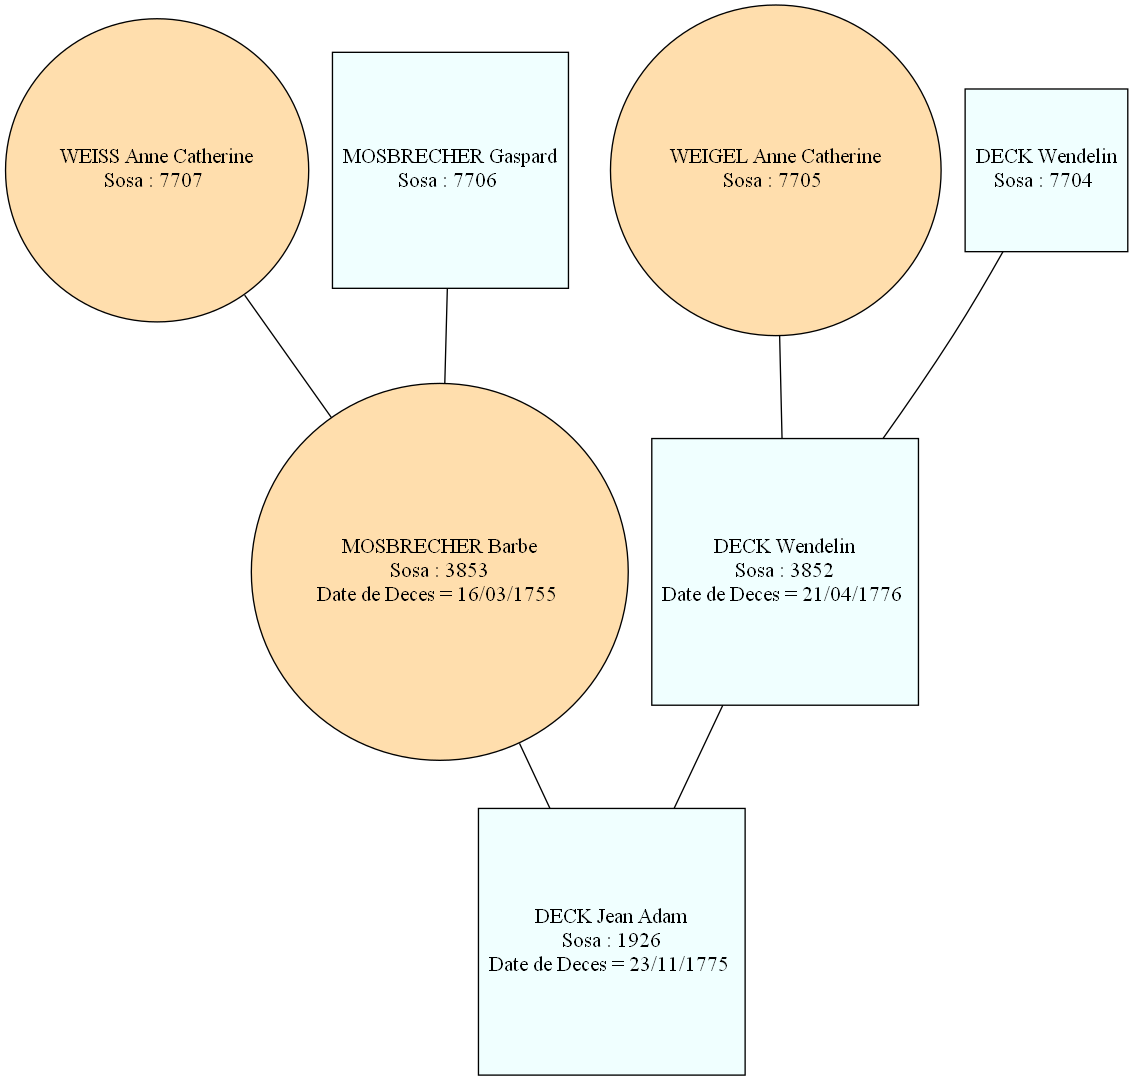 WEISS Anne Catherine
Sosa : 7707
MOSBRECHER Gaspard
Sosa : 7706
WEIGEL Anne Catherine
Sosa : 7705
DECK Wendelin
Sosa : 7704
MOSBRECHER Barbe
Sosa : 3853
Date de Deces = 16/03/1755
DECK Wendelin
Sosa : 3852
Date de Deces = 21/04/1776
DECK Jean Adam
Sosa : 1926
Date de Deces = 23/11/1775